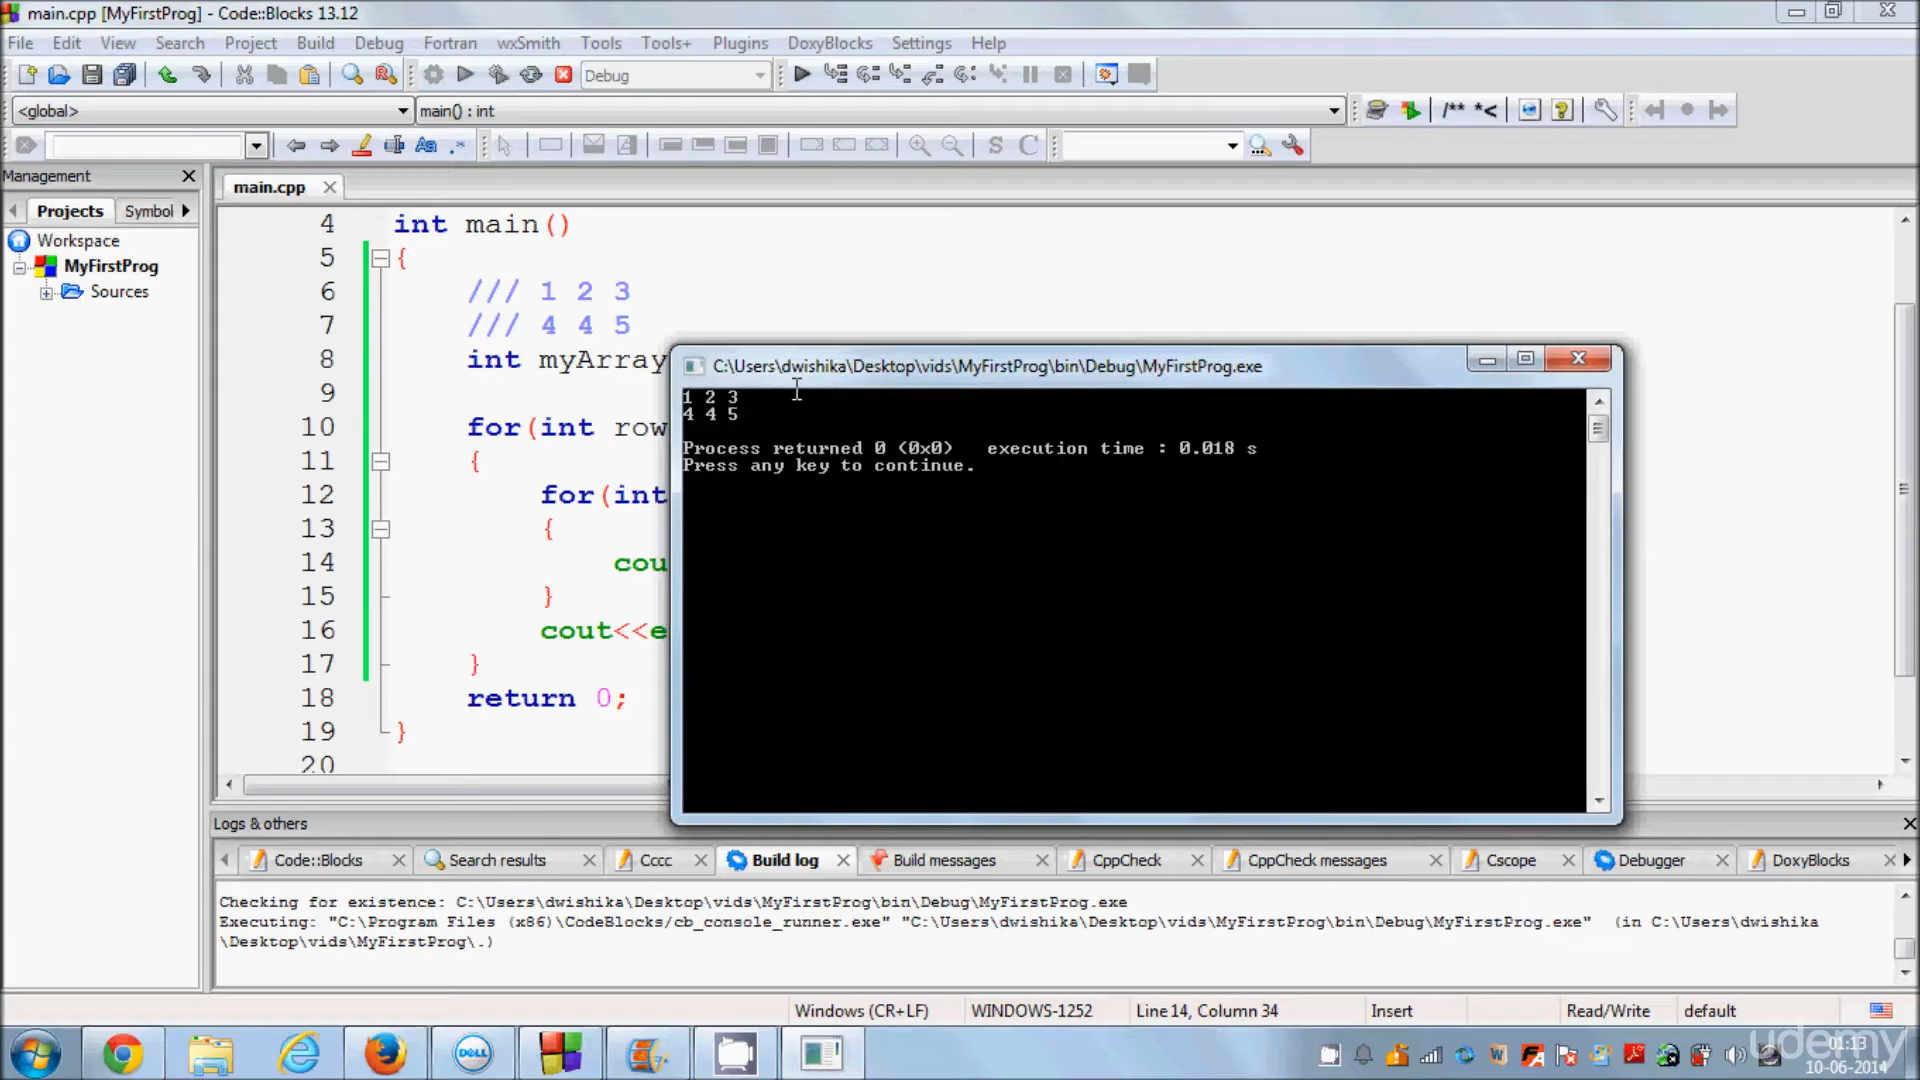 main.cpp [MyFirstProg] - Code::Blocks 13.12
File Edit View Search Project Build Debug Fortran wxSmith Tools Tools+ Plugins DoxyBlocks Settings Help
Debug
<global> main() : int /** *<
S C
Management
main.cpp
Projects Symbol
Workspace
MyFirstProg
Sources
4 int main()
5 {
6 /// 1 2 3
7 /// 4 4 5
8 int myArray
9
10 for(int row
11 {
12 for(int
13 {
14 cou
15 }
16 cout<<e
17 }
18 return 0;
19 }
20
C:\Users\dwishika\Desktop\vids\MyFirstProg\bin\Debug\MyFirstProg.exe
1 2 3
4 4 5
Process returned 0 (0x0) execution time : 0.018 s
Press any key to continue.
Logs & others
Code::Blocks Search results Cccc Build log Build messages CppCheck CppCheck messages Cscope Debugger DoxyBlocks
Checking for existence: C:\Users\dwishika\Desktop\vids\MyFirstProg\bin\Debug\MyFirstProg.exe
Executing: "C:\Program Files (x86)\CodeBlocks/cb_console_runner.exe" "C:\Users\dwishika\Desktop\vids\MyFirstProg\bin\Debug\MyFirstProg.exe" (in C:\Users\dwishika
\Desktop\vids\MyFirstProg\.)
Windows (CR+LF) WINDOWS-1252 Line 14, Column 34 Insert Read/Write default
DELL
udemy
01:13
10-06-2014